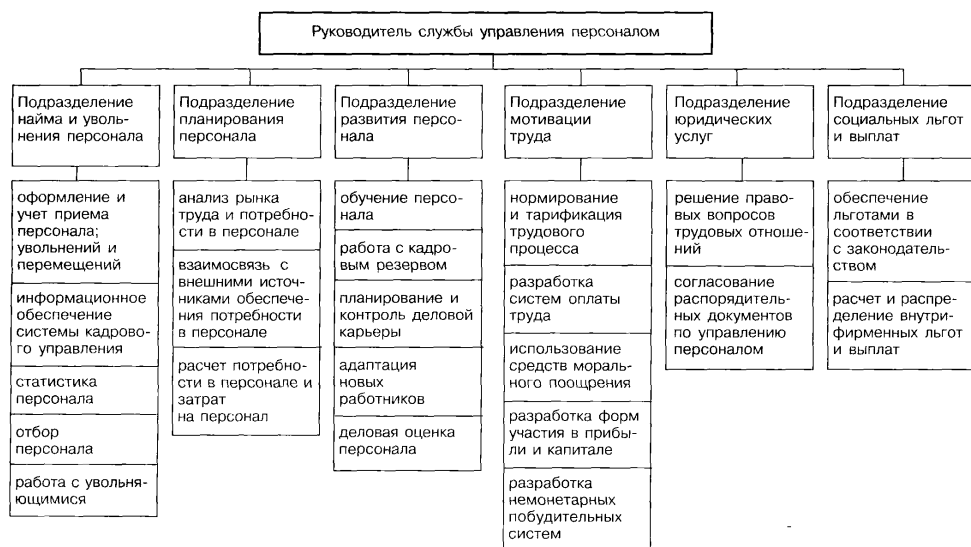 Руководитель службы управления персоналом
Подразделение
найма и уволь-
нения персонала
Подразделение
планирования
персонала
Подразделение
развития персо-
нала
Подразделение
мотивации
труда
Подразделение
юридических
услуг
Подразделение
социальных льгот
и выплат
оформление и
учет приема
персонала;
увольнений и
перемещений
информационное
обеспечение
системы кадрово-
го управления
статистика
персонала
отбор
персонала
работа с увольня-
ющимися
анализ рынка
труда и потребно-
сти в персонале
взаимосвязь с
внешними источ-
никами обеспече-
ния потребности
в персонале
расчет потребно-
сти в персонале и
затрат
на персонал
обучение персо-
нала
работа с кадро-
вым резервом
планирование и
контроль деловой
карьеры
адаптация
новых
работников
деловая оценка
персонала
нормирование
и тарификация
трудового
процесса
разработка
систем оплаты
труда
использование
средств мораль-
ного поощрения
разработка форм
участия в прибы-
ли и капитале
разработка
немонетарных
побудительных
систем
решение право-
вых вопросов
трудовых отноше-
ний
согласование
распорядитель-
ных документов
по управлению
персоналом
обеспечение
льготами в
соответствии
с законодатель-
ством
расчет и распре-
деление внутри-
фирменных льгот
и выплат